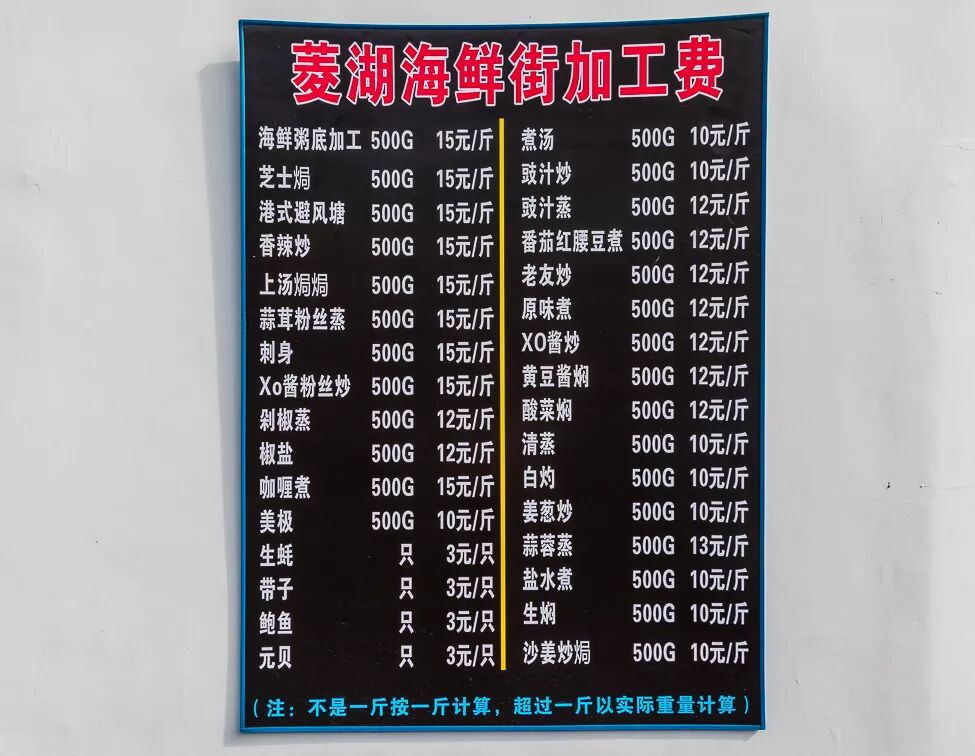 菱湖海鲜街加工费
海鲜粥底加工 500G 15元/斤
芝士焗 500G 15元/斤
港式避风塘 500G 15元/斤
香辣炒 500G 15元/斤
上汤焗焗 500G 15元/斤
蒜茸粉丝蒸 500G 15元/斤
刺身 500G 15元/斤
Xo酱粉丝炒 500G 15元/斤
剁椒蒸 500G 12元/斤
椒盐 500G 12元/斤
咖喱煮 500G 15元/斤
美极 500G 10元/斤
生蚝 只 3元/只
带子 只 3元/只
鲍鱼 只 3元/只
元贝 只 3元/只
煮汤 500G 10元/斤
豉汁炒 500G 10元/斤
豉汁蒸 500G 12元/斤
番茄红腰豆煮 500G 12元/斤
老友炒 500G 12元/斤
原味煮 500G 12元/斤
XO酱炒 500G 12元/斤
黄豆酱焖 500G 12元/斤
酸菜焖 500G 12元/斤
清蒸 500G 10元/斤
白灼 500G 10元/斤
姜葱炒 500G 10元/斤
蒜蓉蒸 500G 13元/斤
盐水煮 500G 10元/斤
生焖 500G 10元/斤
沙姜炒焗 500G 10元/斤
（注：不是一斤按一斤计算，超过一斤以实际重量计算）